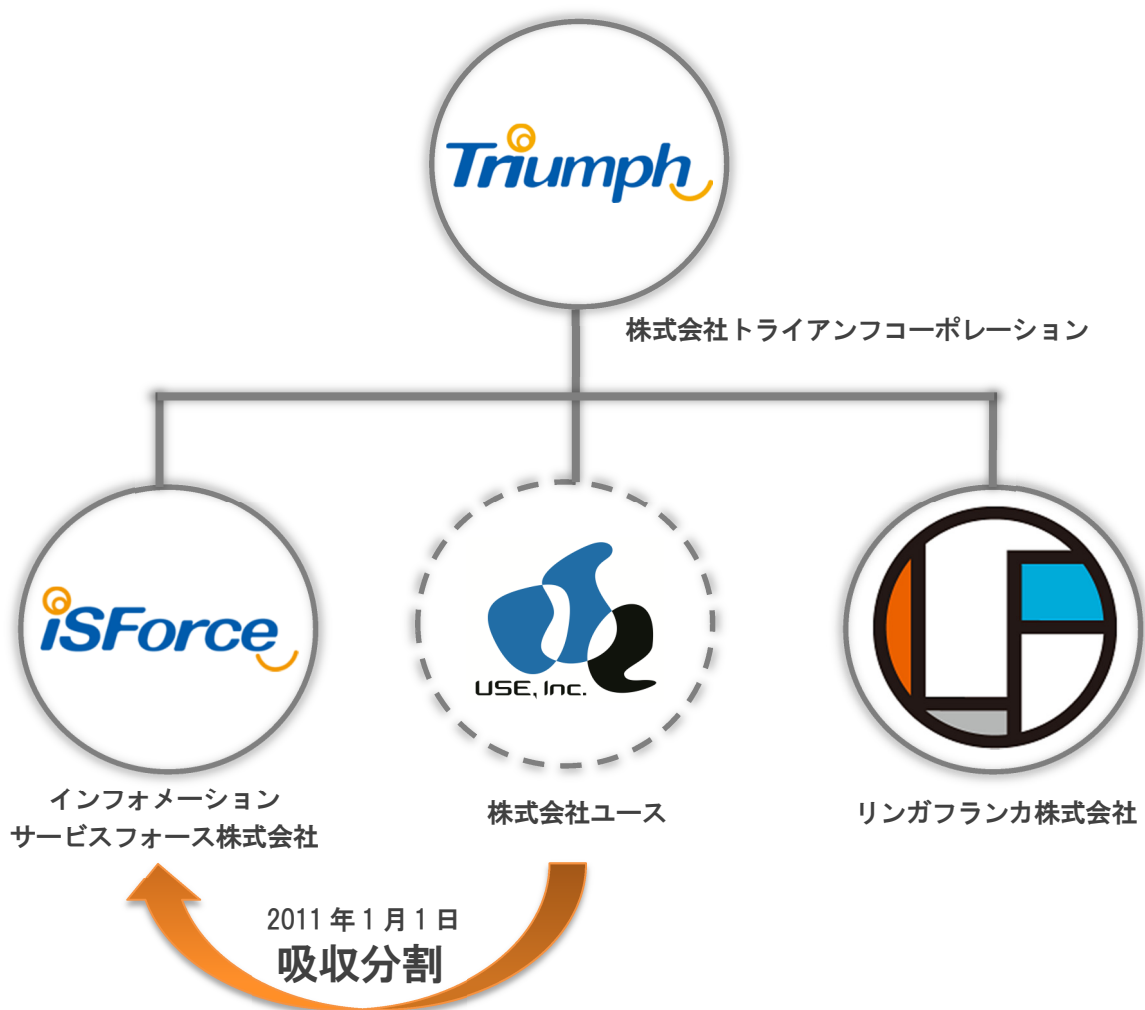 Triumph
株式会社トライアンフコーポレーション
iSForce
USE, Inc.
インフォメーション
サービスフォース株式会社
株式会社ユース
リンガフランカ株式会社
2011年1月1日
吸収分割